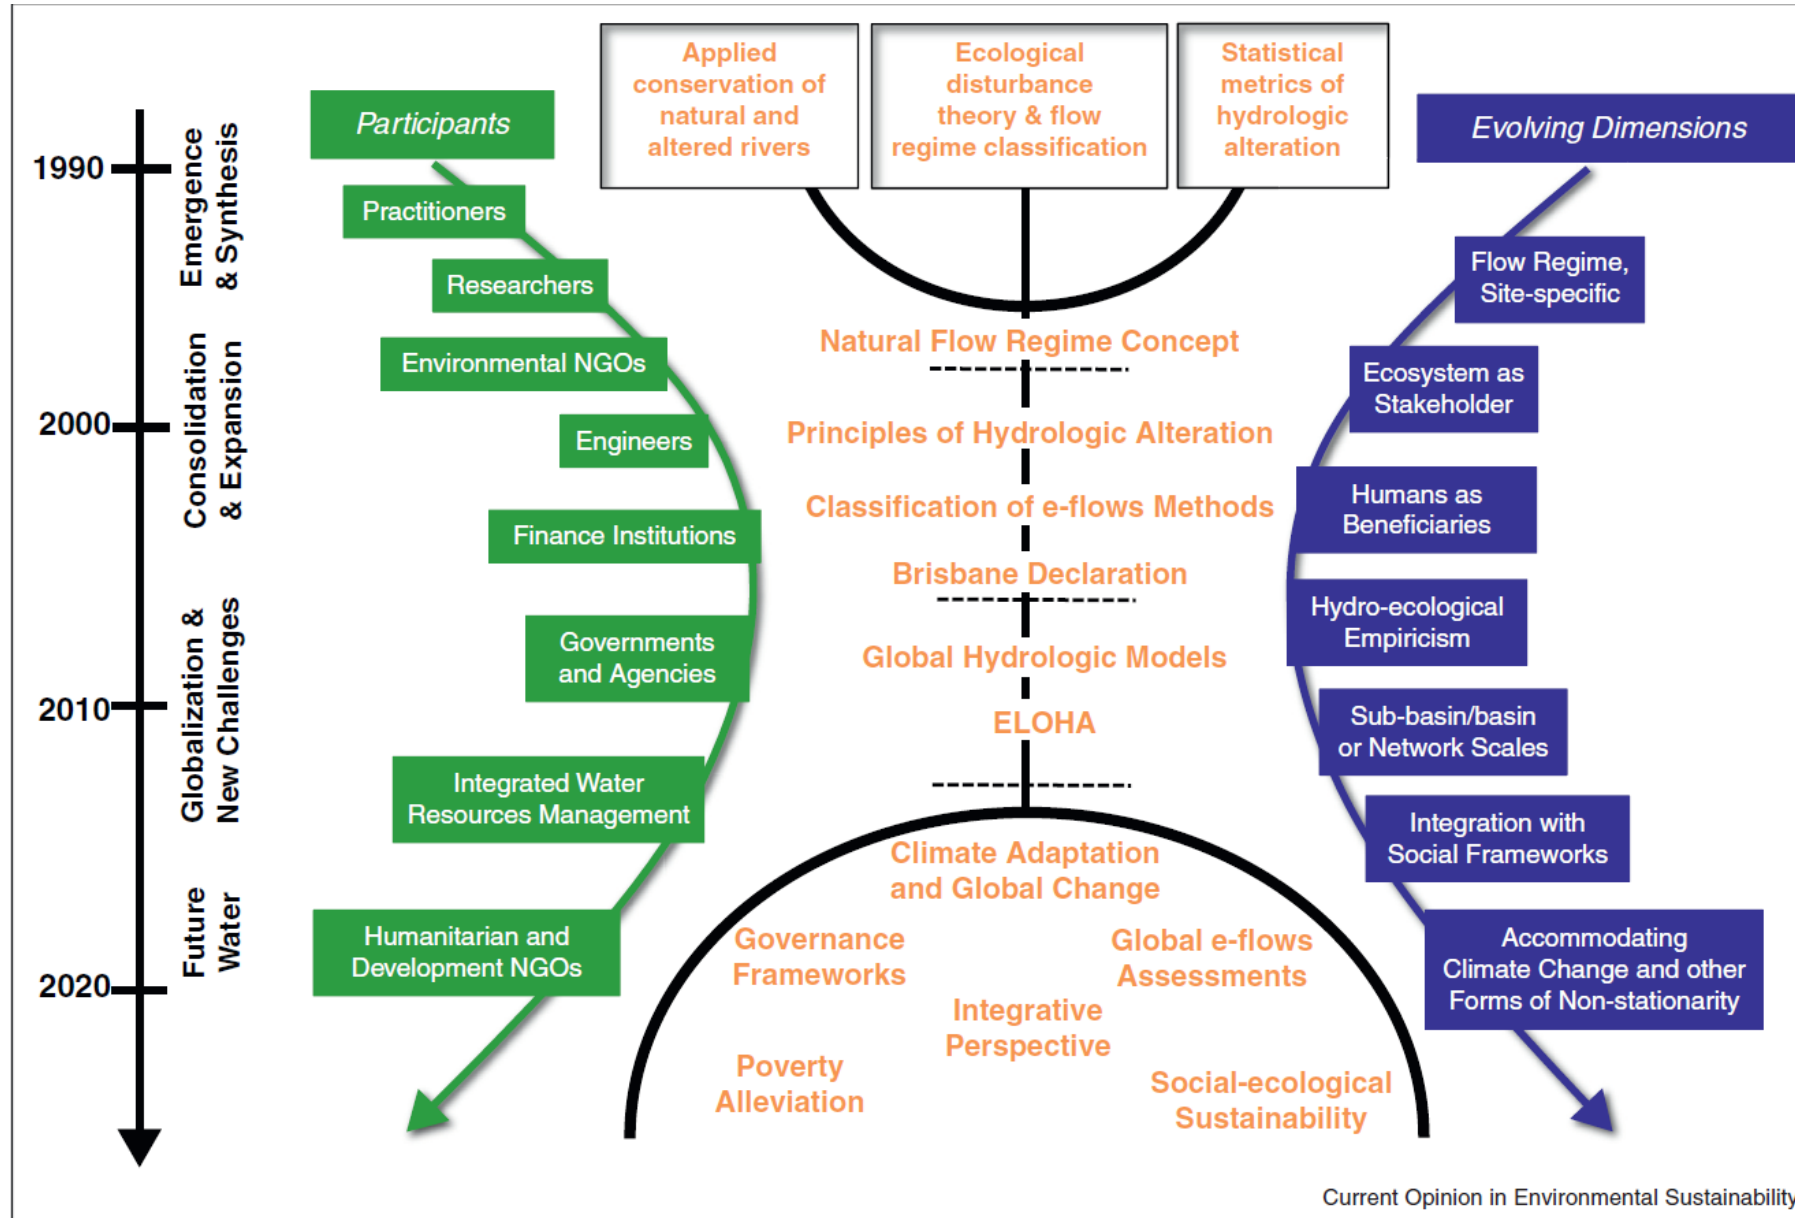 1990
2000
2010
2020
Emergence
& Synthesis
Consolidation
& Expansion
Globalization &
New Challenges
Future
Water
Participants
Practitioners
Researchers
Environmental NGOs
Engineers
Finance Institutions
Governments
and Agencies
Integrated Water
Resources Management
Humanitarian and
Development NGOs
Applied
conservation of
natural and
altered rivers
Ecological
disturbance
theory & flow
regime classification
Statistical
metrics of
hydrologic
alteration
Natural Flow Regime Concept
Principles of Hydrologic Alteration
Classification of e-flows Methods
Brisbane Declaration
Global Hydrologic Models
ELOHA
Climate Adaptation
and Global Change
Governance
Frameworks
Global e-flows
Assessments
Integrative
Perspective
Poverty
Alleviation
Social-ecological
Sustainability
Evolving Dimensions
Flow Regime,
Site-specific
Ecosystem as
Stakeholder
Humans as
Beneficiaries
Hydro-ecological
Empiricism
Sub-basin/basin
or Network Scales
Integration with
Social Frameworks
Accommodating
Climate Change and other
Forms of Non-stationarity
Current Opinion in Environmental Sustainability